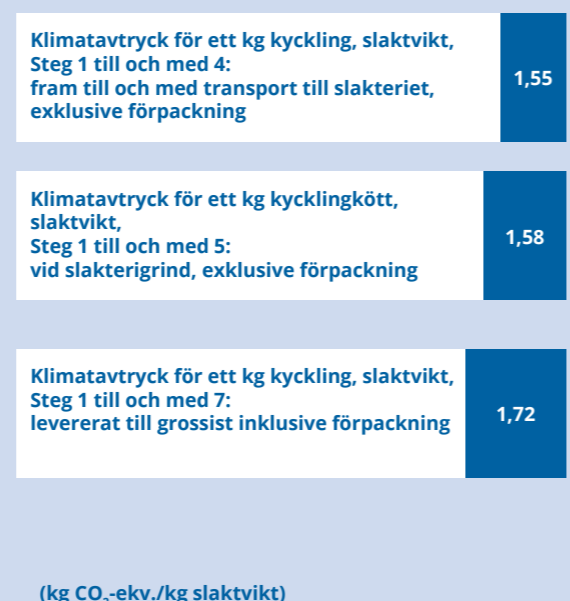 Klimatavtryck för ett kg kyckling, slaktvikt,
Steg 1 till och med 4:
fram till och med transport till slakteriet,
exklusive förpackning
1,55
Klimatavtryck för ett kg kycklingkött,
slaktvikt,
Steg 1 till och med 5:
vid slakterigrind, exklusive förpackning
1,58
Klimatavtryck för ett kg kyckling, slaktvikt,
Steg 1 till och med 7:
levererat till grossist inklusive förpackning
1,72
(kg CO₂-ekv./kg slaktvikt)